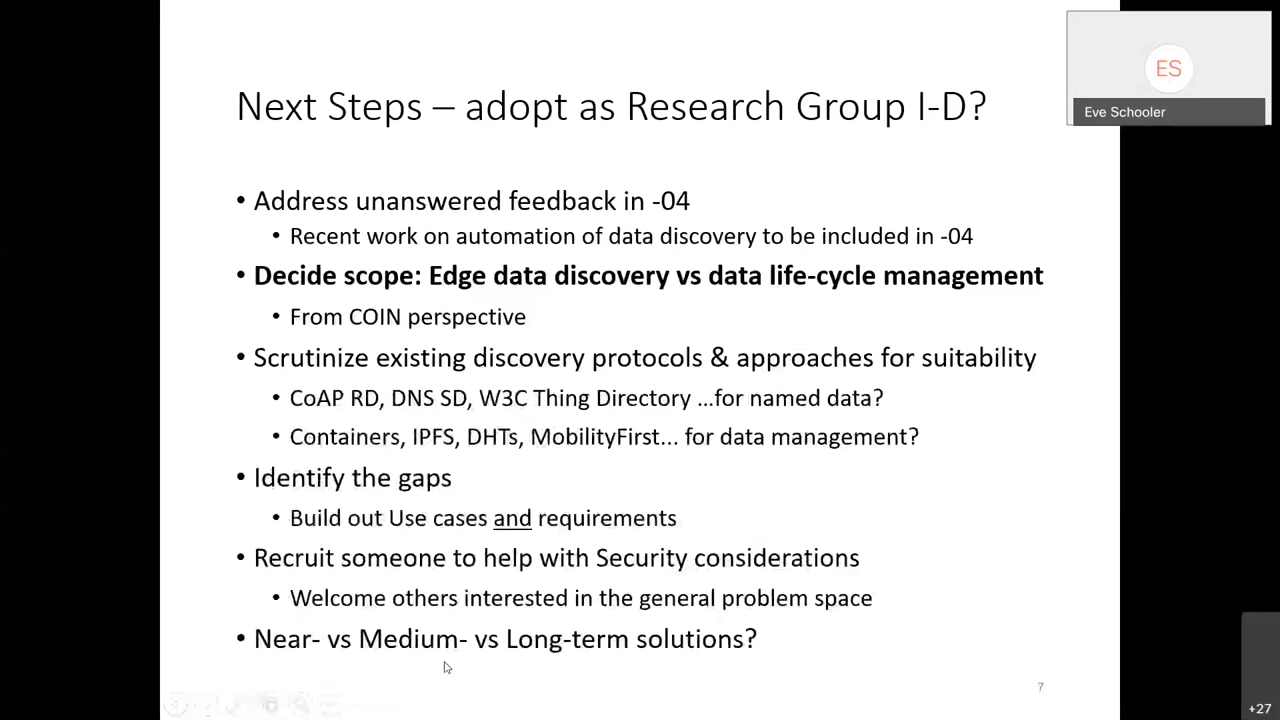 Next Steps – adopt as Research Group I-D?
ES
Eve Schooler
• Address unanswered feedback in -04
• Recent work on automation of data discovery to be included in -04
• Decide scope: Edge data discovery vs data life-cycle management
• From COIN perspective
• Scrutinize existing discovery protocols & approaches for suitability
• CoAP RD, DNS SD, W3C Thing Directory ...for named data?
• Containers, IPFS, DHTs, MobilityFirst... for data management?
• Identify the gaps
• Build out Use cases and requirements
• Recruit someone to help with Security considerations
• Welcome others interested in the general problem space
• Near- vs Medium- vs Long-term solutions?
7
+27